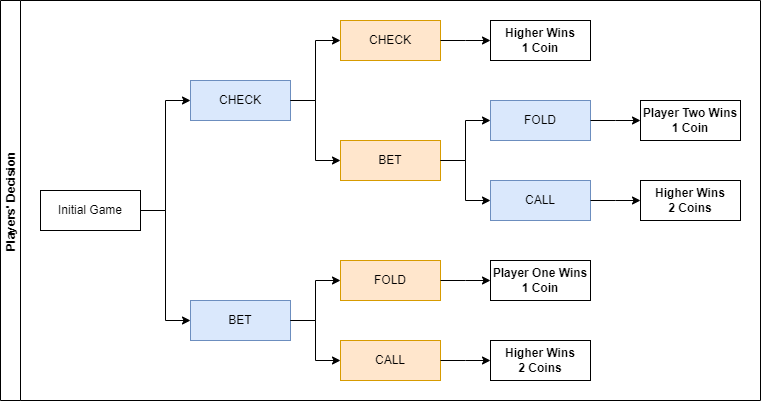 Players' Decision
Initial Game
CHECK
CHECK
Higher Wins
1 Coin
BET
FOLD
Player Two Wins
1 Coin
CALL
Higher Wins
2 Coins
BET
FOLD
Player One Wins
1 Coin
CALL
Higher Wins
2 Coins